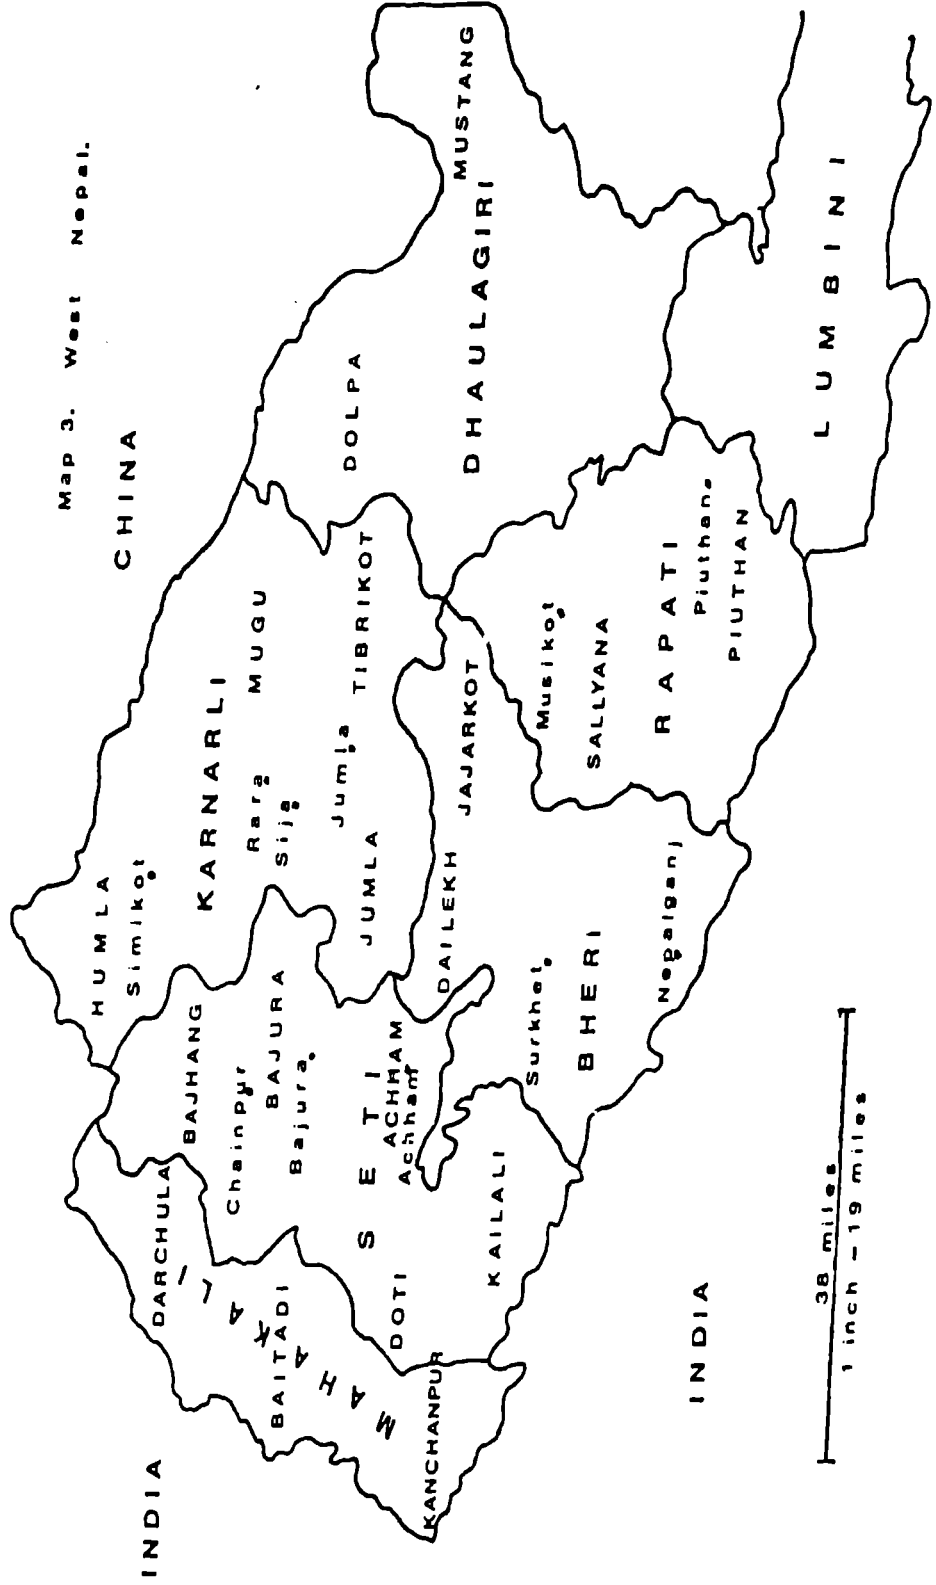 Map 3. West Nepal.
CHINA
INDIA
HUMLA
Simikot
KARNARLI
MUGU
Rara
Sija
Jumla
TIBRIKOT
JUMLA
DOLPA
MUSTANG
DHAULAGIRI
DARCHULA
BAJHANG
Chainpur
BAJURA
Bajura
MAHAKALI
BAITADI
SETI
ACHHAM
Achham
DOTI
KANCHANPUR
KAILALI
DAILEKH
JAJARKOT
Surkhet
BHERI
Negalganj
Musikot
SALLYANA
RAPATI
Piuthan
PIUTHAN
LUMBINI
INDIA
38 miles
1 inch - 19 miles